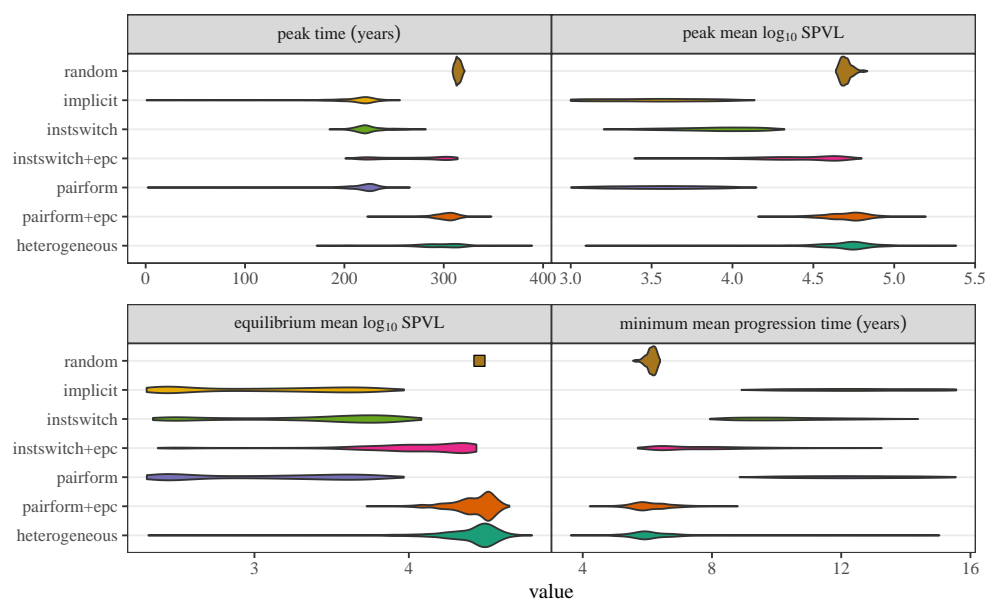 peak time (years)
peak mean log₁₀ SPVL
random
implicit
instswitch
instswitch+epc
pairform
pairform+epc
heterogeneous
0 100 200 300 400 3.0 3.5 4.0 4.5 5.0 5.5
equilibrium mean log₁₀ SPVL
minimum mean progression time (years)
random
implicit
instswitch
instswitch+epc
pairform
pairform+epc
heterogeneous
3 4 4 8 12 16
value